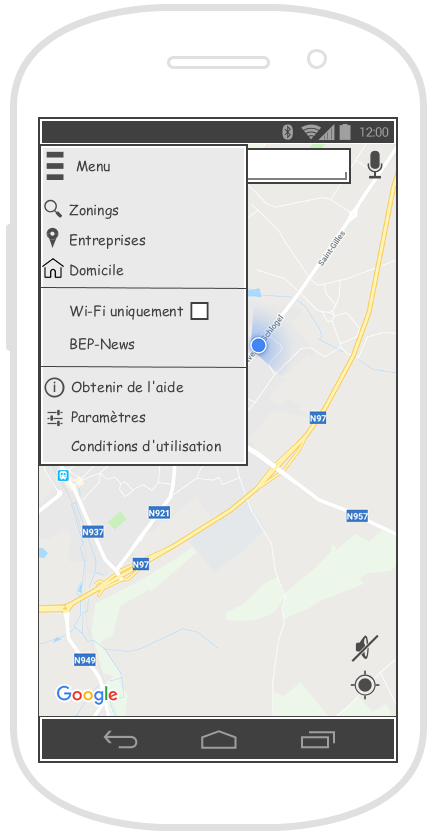 12:00
Menu
Zonings
Entreprises
Domicile
Wi-Fi uniquement
BEP-News
Obtenir de l'aide
Paramètres
Conditions d'utilisation
Saint-Gilles
N97
N921
N957
N937
N97
N949
Google